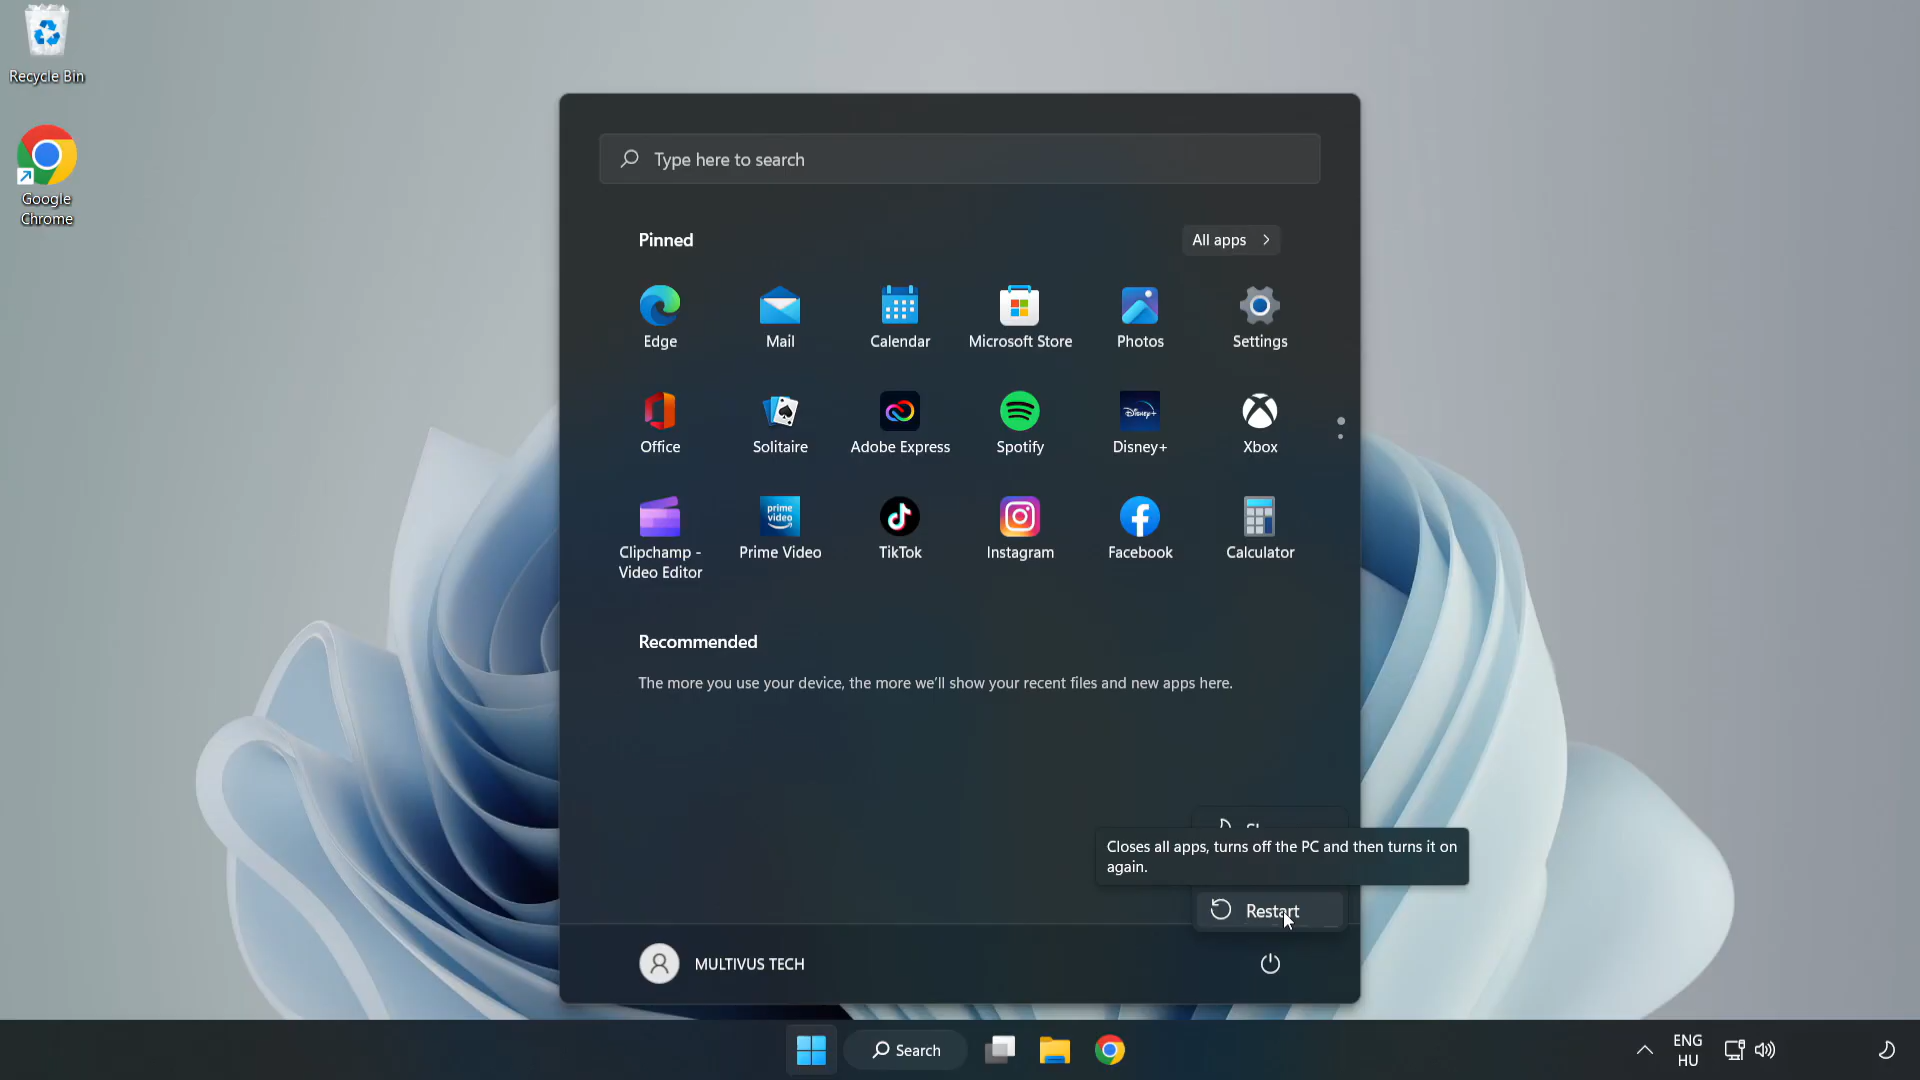 Recycle Bin
Google
Chrome
Type here to search
Pinned
All apps
Edge
Mail
Calendar
Microsoft Store
Photos
Settings
Office
Solitaire
Adobe Express
Spotify
Disney+
Disney+
Xbox
prime
video
Clipchamp -
Video Editor
Prime Video
TikTok
Instagram
Facebook
Calculator
Recommended
The more you use your device, the more we'll show your recent files and new apps here.
Closes all apps, turns off the PC and then turns it on
again.
Restart
MULTIVUS TECH
Search
ENG
HU